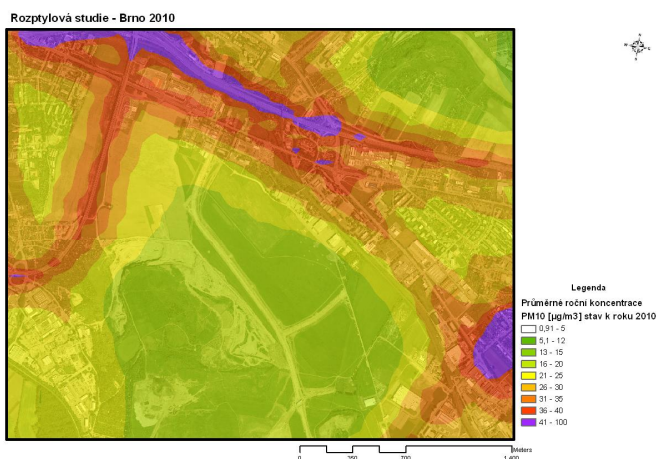 Rozptylová studie - Brno 2010
N
W E
S
Legenda
Průměrné roční koncentrace
PM10 [µg/m3] stav k roku 2010
0,91 - 5
5,1 - 12
13 - 15
16 - 20
21 - 25
26 - 30
31 - 35
36 - 40
41 - 100
Meters
0 350 700 1 400